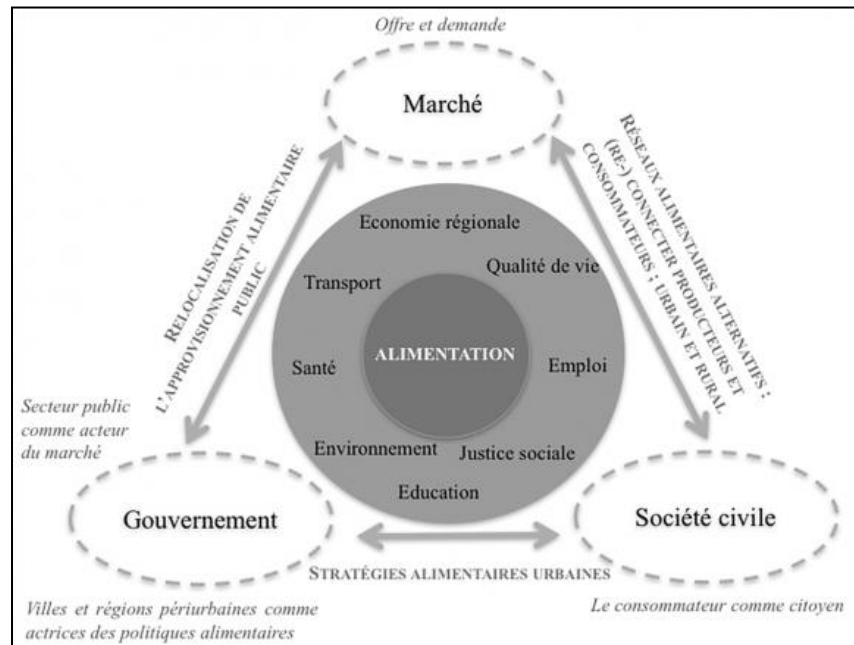 Offre et demande
Marché
RELOCALISATION DE
L'APPROVISIONNEMENT ALIMENTAIRE
PUBLIC
RÉSEAUX ALIMENTAIRES ALTERNATIFS :
(RE-) CONNECTER PRODUCTEURS ET
CONSOMMATEURS ; URBAIN ET RURAL
Economie régionale
Qualité de vie
Transport
ALIMENTATION
Santé
Emploi
Environnement
Justice sociale
Education
Secteur public
comme acteur
du marché
Gouvernement
Société civile
STRATÉGIES ALIMENTAIRES URBAINES
Villes et régions périurbaines comme
actrices des politiques alimentaires
Le consommateur comme citoyen